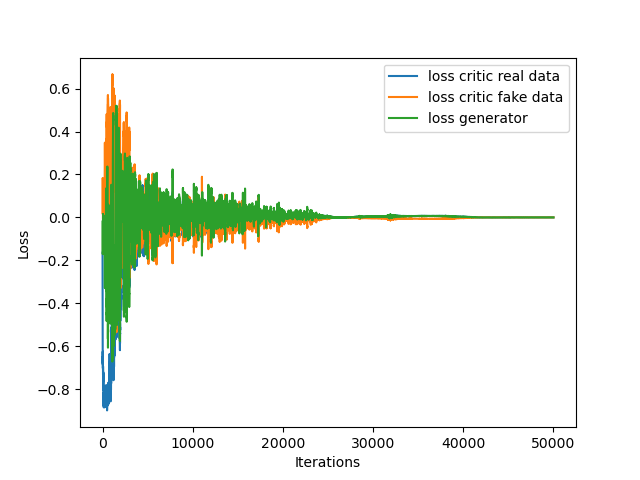 loss critic real data
loss critic fake data
loss generator
0.6
0.4
0.2
0.0
−0.2
−0.4
−0.6
−0.8
Loss
0 10000 20000 30000 40000 50000
Iterations